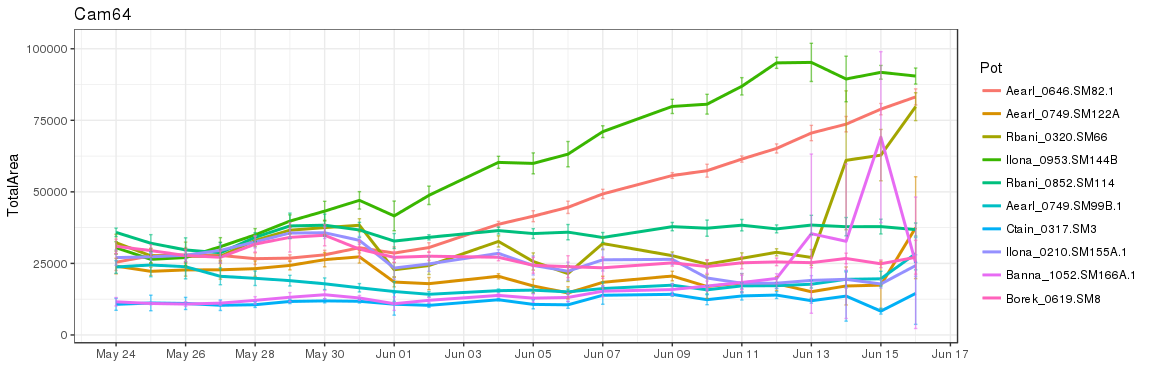 Cam64
TotalArea
100000
75000
50000
25000
0
May 24 May 26 May 28 May 30 Jun 01 Jun 03 Jun 05 Jun 07 Jun 09 Jun 11 Jun 13 Jun 15 Jun 17
Pot
Aearl_0646.SM82.1
Aearl_0749.SM122A
Rbani_0320.SM66
Ilona_0953.SM144B
Rbani_0852.SM114
Aearl_0749.SM99B.1
Ctain_0317.SM3
Ilona_0210.SM155A.1
Banna_1052.SM166A.1
Borek_0619.SM8